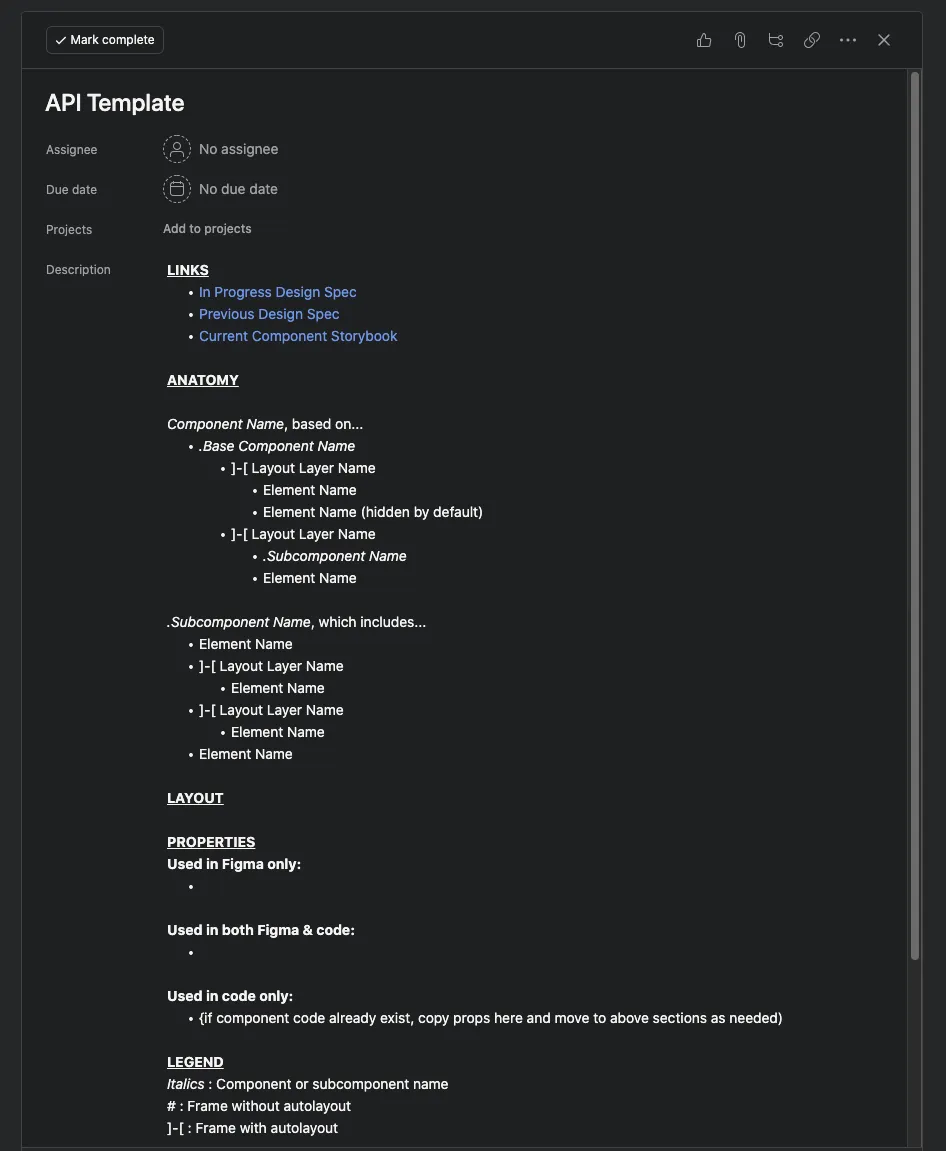 Mark complete
API Template
Assignee
No assignee
Due date
No due date
Projects
Add to projects
Description
LINKS
• In Progress Design Spec
• Previous Design Spec
• Current Component Storybook
ANATOMY
Component Name, based on...
• .Base Component Name
• ]-[ Layout Layer Name
• Element Name
• Element Name (hidden by default)
• ]-[ Layout Layer Name
• .Subcomponent Name
• Element Name
.Subcomponent Name, which includes...
• Element Name
• ]-[ Layout Layer Name
• Element Name
• ]-[ Layout Layer Name
• Element Name
• Element Name
LAYOUT
PROPERTIES
Used in Figma only:
•
Used in both Figma & code:
•
Used in code only:
• {if component code already exist, copy props here and move to above sections as needed)
LEGEND
Italics : Component or subcomponent name
# : Frame without autolayout
]-[ : Frame with autolayout